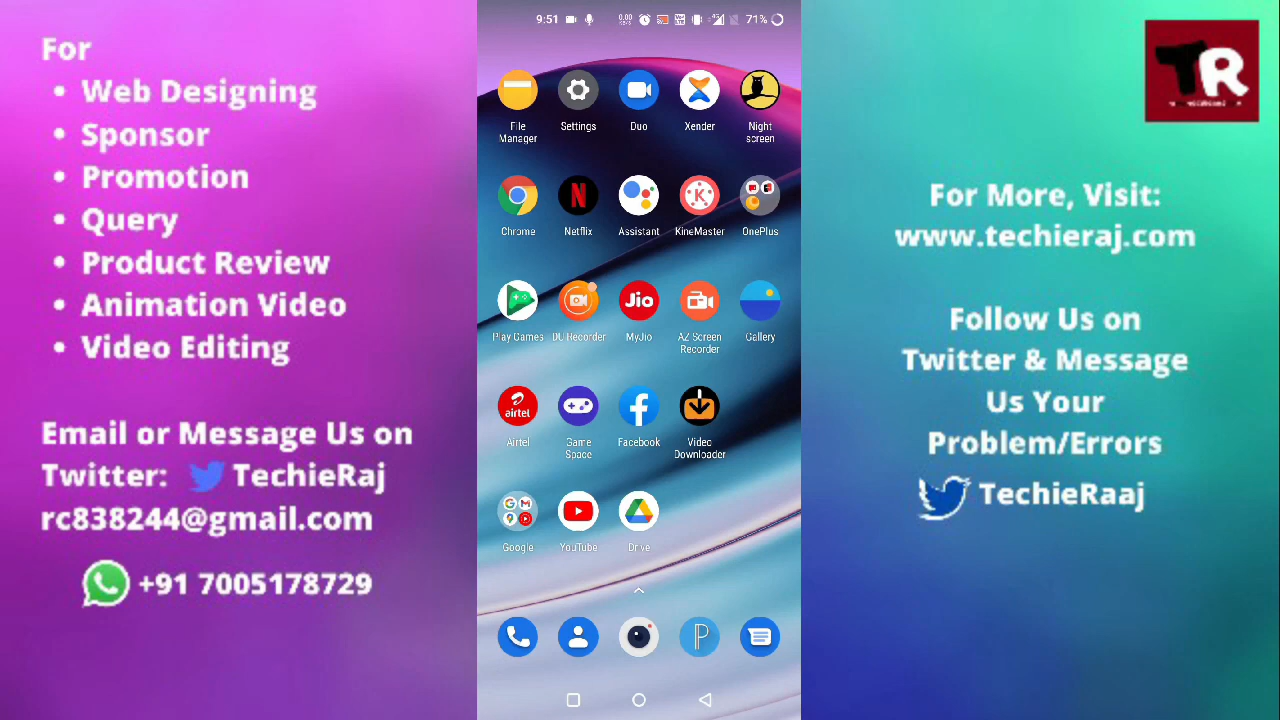 For
• Web Designing
• Sponsor
• Promotion
• Query
• Product Review
• Animation Video
• Video Editing
Email or Message Us on
Twitter: TechieRaj
rc838244@gmail.com
+91 7005178729
9:51 71%
File Manager
Settings
Duo
Xender
Night screen
Chrome
Netflix
Assistant
KineMaster
OnePlus
Play Games
DU Recorder
Jio
MyJio
AZ Screen Recorder
Gallery
airtel
Airtel
Game Space
Facebook
Video Downloader
Google
YouTube
Drive
TR
For More, Visit:
www.techieraj.com
Follow Us on
Twitter & Message
Us Your
Problem/Errors
TechieRaaj